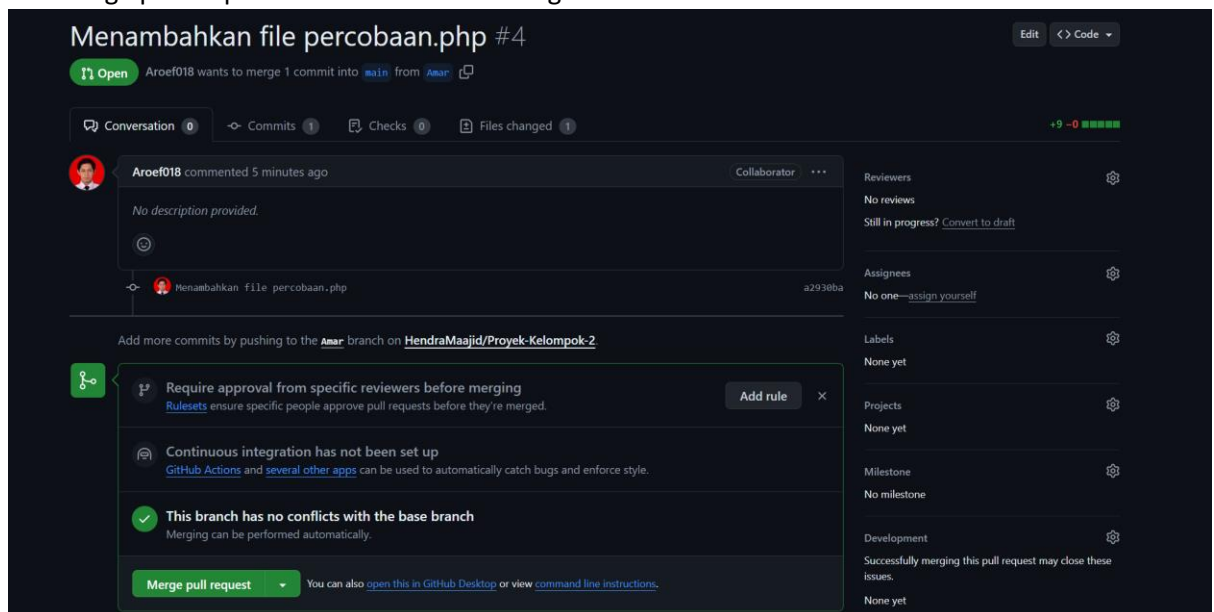 Menambahkan file percobaan.php #4
Edit
<> Code
Open
Aroef018 wants to merge 1 commit into main from Amar
Conversation 0
Commits 1
Checks 0
Files changed 1
+9 −0
Aroef018 commented 5 minutes ago
Collaborator
No description provided.
Menambahkan file percobaan.php
a2930ba
Add more commits by pushing to the Amar branch on HendraMaajid/Proyek-Kelompok-2.
Require approval from specific reviewers before merging
Rulesets ensure specific people approve pull requests before they're merged.
Add rule
Continuous integration has not been set up
GitHub Actions and several other apps can be used to automatically catch bugs and enforce style.
This branch has no conflicts with the base branch
Merging can be performed automatically.
Merge pull request
You can also open this in GitHub Desktop or view command line instructions.
Reviewers
No reviews
Still in progress? Convert to draft
Assignees
No one—assign yourself
Labels
None yet
Projects
None yet
Milestone
No milestone
Development
Successfully merging this pull request may close these
issues.
None yet